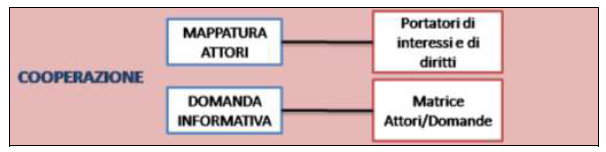 COOPERAZIONE
MAPPATURA
ATTORI
Portatori di
interessi e di
diritti
DOMANDA
INFORMATIVA
Matrice
Attori/Domande